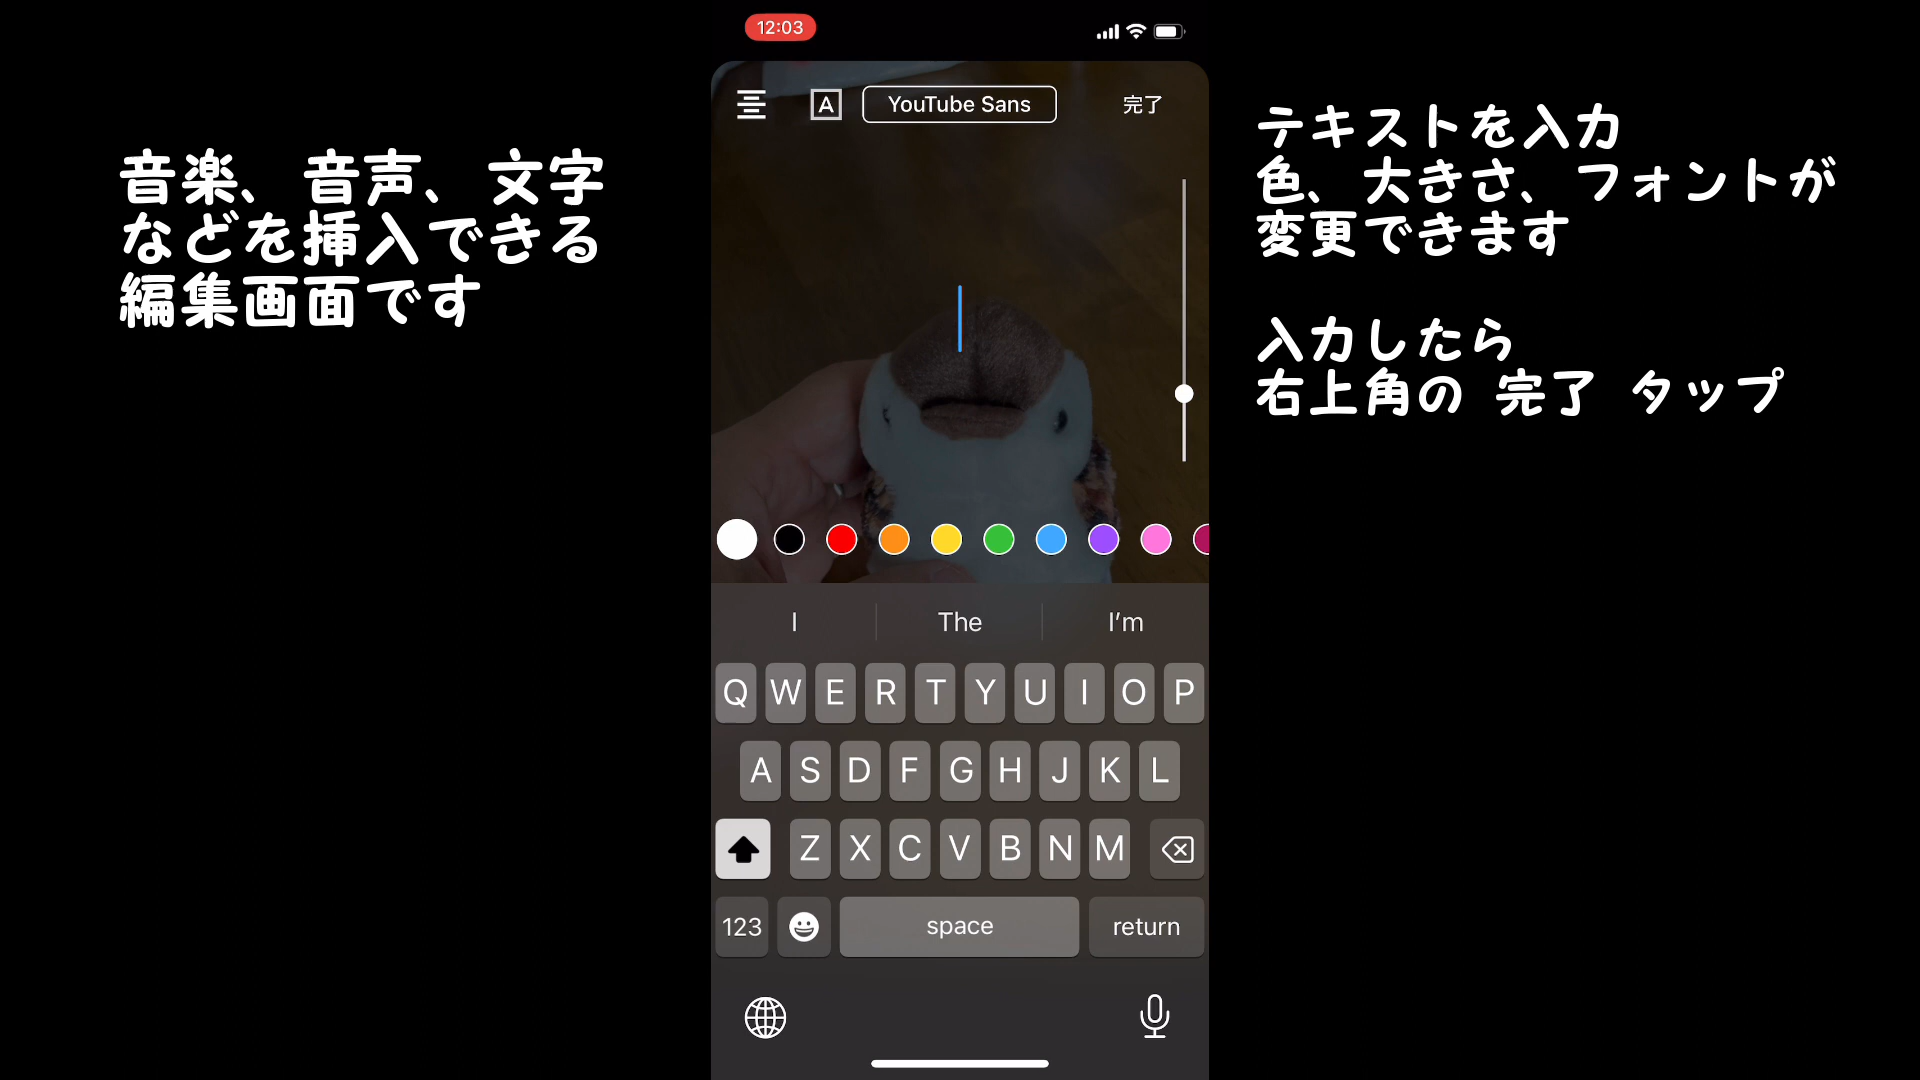 音楽、音声、文字
などを挿入できる
編集画面です
12:03
A YouTube Sans 完了
I The I'm
Q W E R T Y U I O P
A S D F G H J K L
Z X C V B N M
123 space return
テキストを入力
色、大きさ、フォントが
変更できます
入力したら
右上角の 完了 タップ